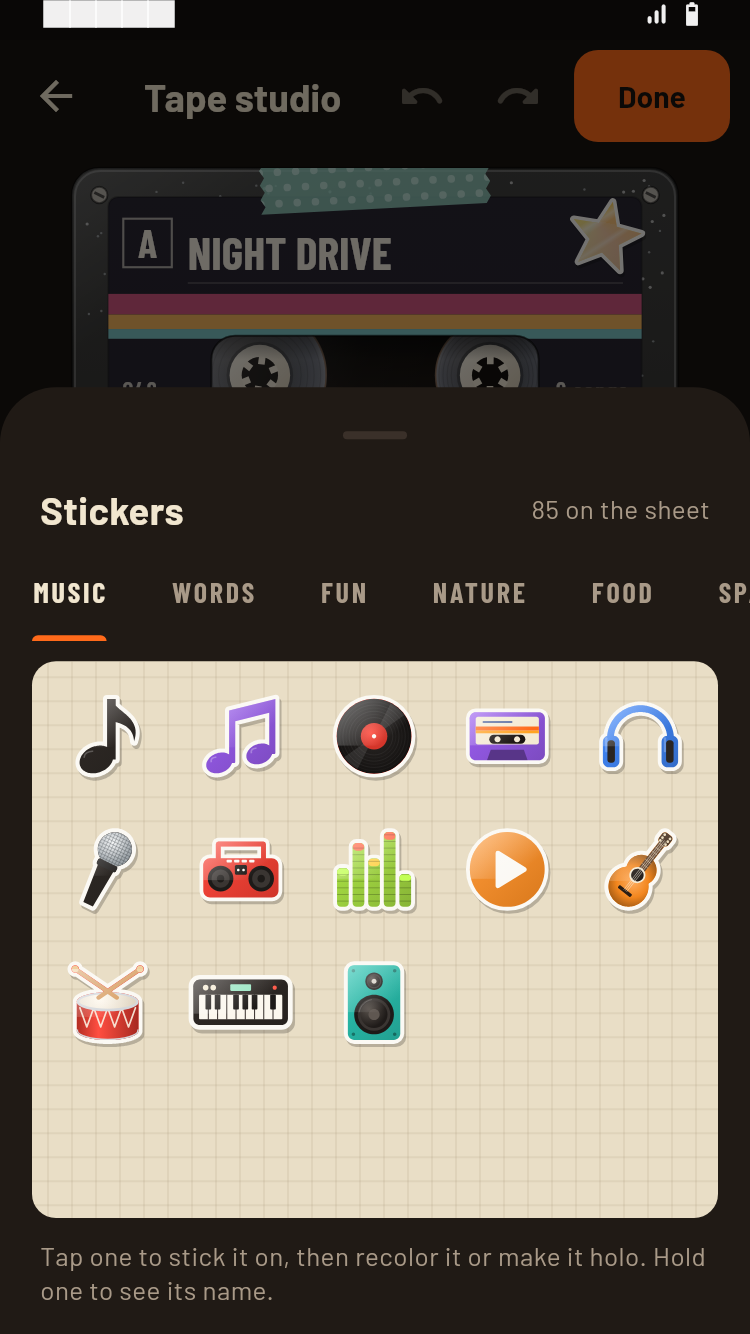 Tape studio
Done
A
NIGHT DRIVE
Stickers
85 on the sheet
MUSIC
WORDS
FUN
NATURE
FOOD
Tap one to stick it on, then recolor it or make it holo. Hold
one to see its name.